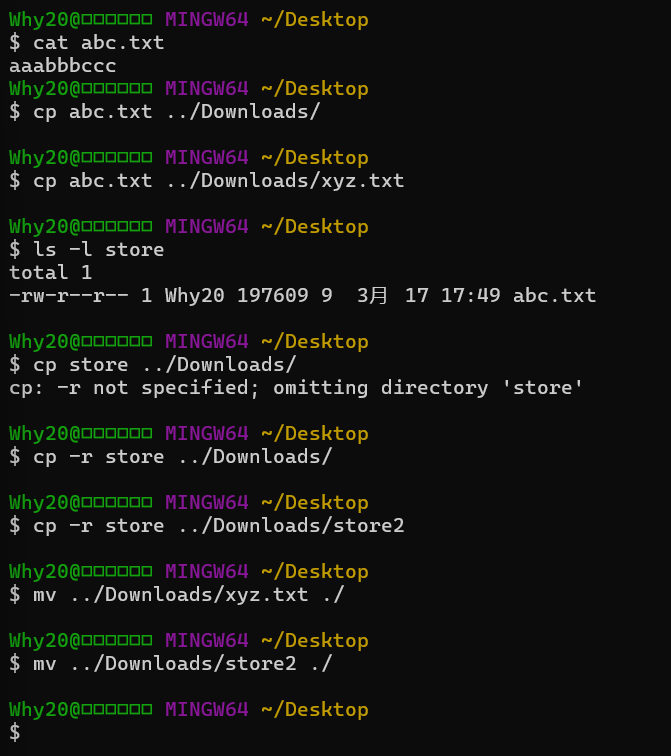 Why20@□□□□□□ MINGW64 ~/Desktop
$ cat abc.txt
aaabbbccc
Why20@□□□□□□ MINGW64 ~/Desktop
$ cp abc.txt ../Downloads/
Why20@□□□□□□ MINGW64 ~/Desktop
$ cp abc.txt ../Downloads/xyz.txt
Why20@□□□□□□ MINGW64 ~/Desktop
$ ls -l store
total 1
-rw-r--r-- 1 Why20 197609 9  3月 17 17:49 abc.txt
Why20@□□□□□□ MINGW64 ~/Desktop
$ cp store ../Downloads/
cp: -r not specified; omitting directory 'store'
Why20@□□□□□□ MINGW64 ~/Desktop
$ cp -r store ../Downloads/
Why20@□□□□□□ MINGW64 ~/Desktop
$ cp -r store ../Downloads/store2
Why20@□□□□□□ MINGW64 ~/Desktop
$ mv ../Downloads/xyz.txt ./
Why20@□□□□□□ MINGW64 ~/Desktop
$ mv ../Downloads/store2 ./
Why20@□□□□□□ MINGW64 ~/Desktop
$